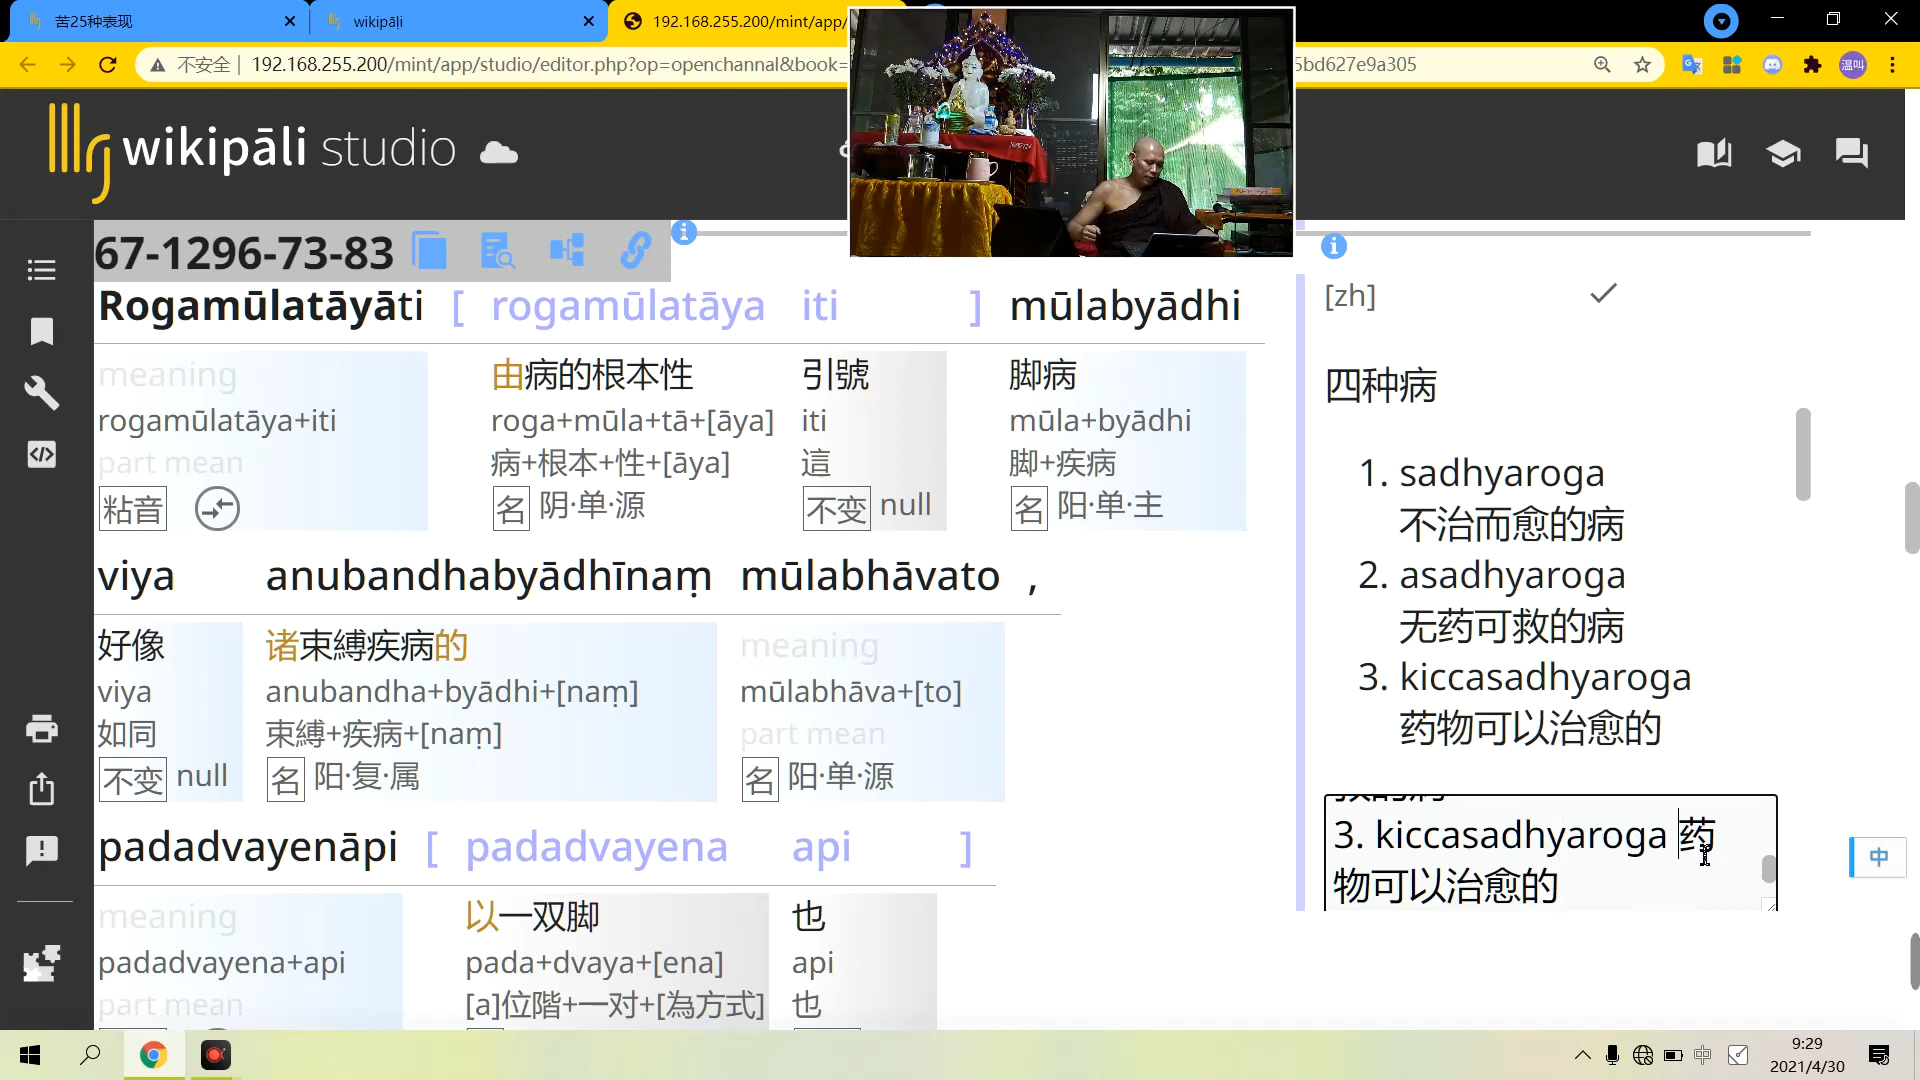 苦25种表现
wikipāḷi
192.168.255.200/mint/app/
不安全
192.168.255.200/mint/app/studio/editor.php?op=openchannal&book=
5bd627e9a305
温叫
wikipāli studio
67-1296-73-83
Rogamūlatāyāti [ rogamūlatāya iti ] mūlabyādhi
meaning 由病的根本性 引號 脚病
rogamūlatāya+iti roga+mūla+tā+[āya] iti mūla+byādhi
part mean 病+根本+性+[āya] 這 脚+疾病
粘音 名 阴·单·源 不变 null 名 阳·单·主
viya anubandhabyādhīnaṃ mūlabhāvato ,
好像 诸束縛疾病的 meaning
viya anubandha+byādhi+[naṃ] mūlabhāva+[to]
如同 束縛+疾病+[naṃ] part mean
不变 null 名 阳·复·属 名 阳·单·源
padadvayenāpi [ padadvayena api ]
meaning 以一双脚 也
padadvayena+api pada+dvaya+[ena] api
part mean [a]位階+一对+[為方式] 也
[zh]
四种病
1. sadhyaroga
不治而愈的病
2. asadhyaroga
无药可救的病
3. kiccasadhyaroga
药物可以治愈的
3. kiccasadhyaroga 药
物可以治愈的
中
中
9:29
2021/4/30